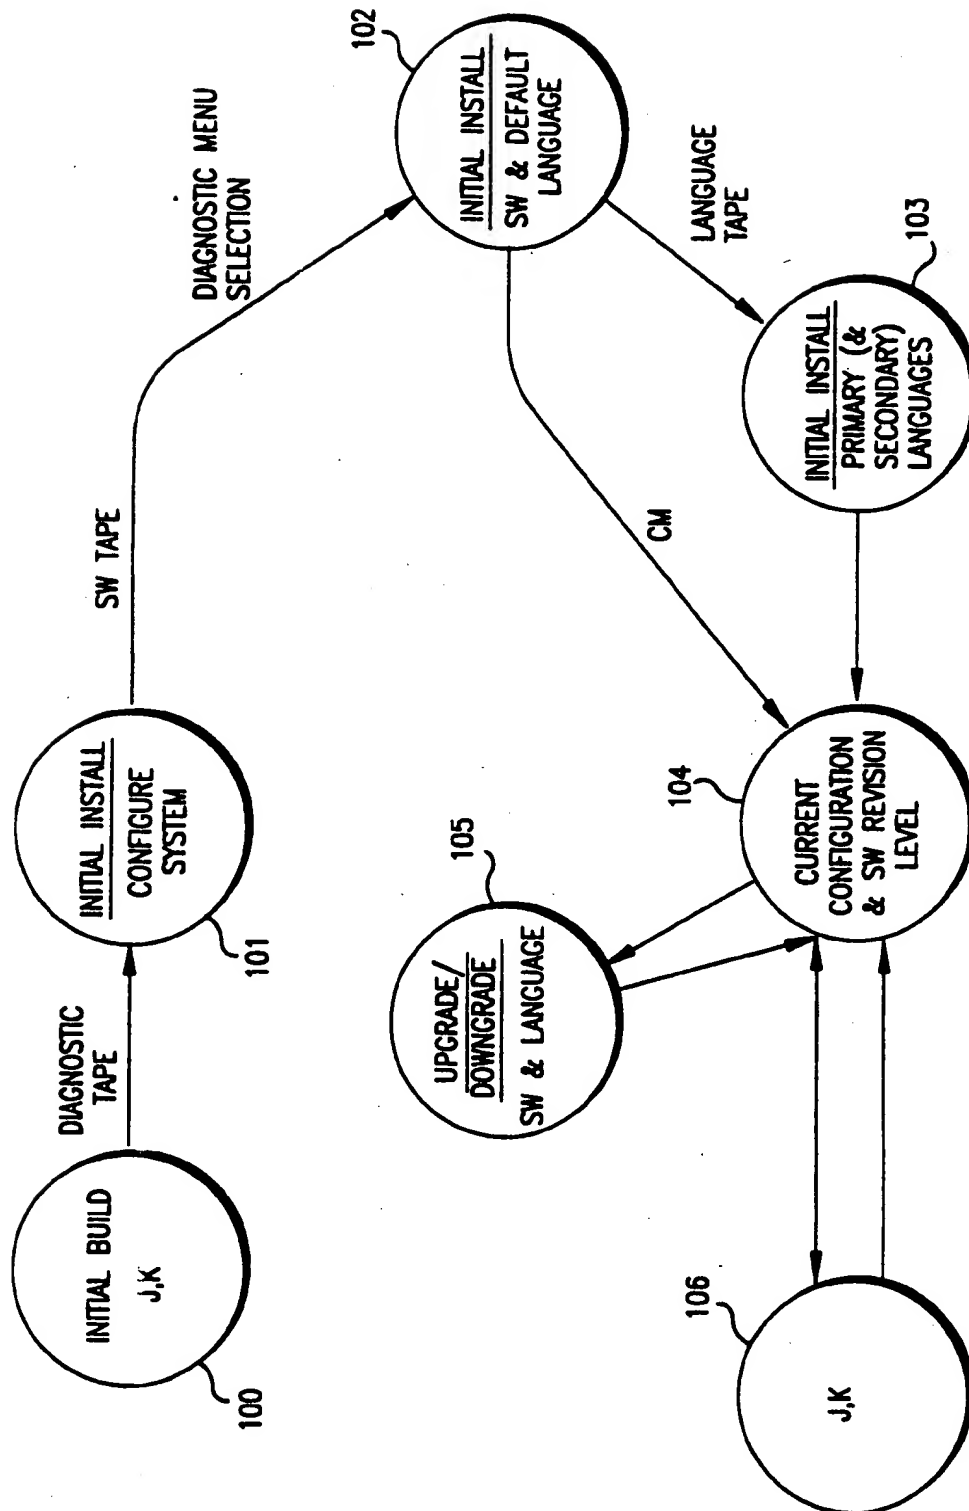 INITIAL BUILD
J,K
100
DIAGNOSTIC
TAPE
INITIAL INSTALL
CONFIGURE
SYSTEM
101
SW TAPE
DIAGNOSTIC MENU
SELECTION
INITIAL INSTALL
SW & DEFAULT
LANGUAGE
102
LANGUAGE
TAPE
CM
INITIAL INSTALL
PRIMARY (&
SECONDARY)
LANGUAGES
103
CURRENT
CONFIGURATION
& SW REVISION
LEVEL
104
UPGRADE/
DOWNGRADE
SW & LANGUAGE
105
J,K
106